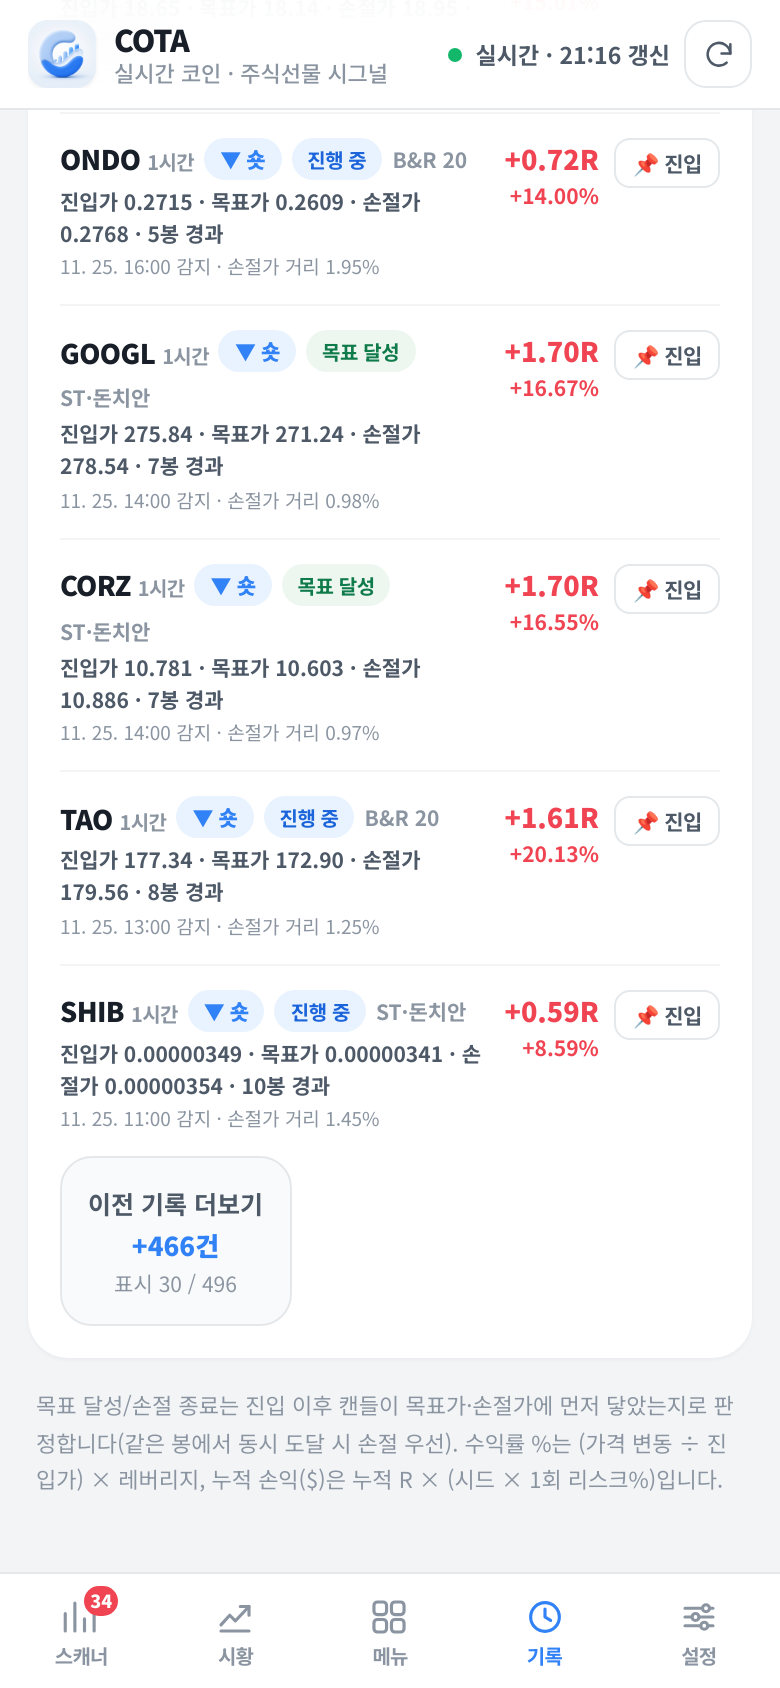 COTA
실시간 코인 · 주식선물 시그널
실시간 · 21:16 갱신
ONDO 1시간 ▼ 숏 진행 중 B&R 20 +0.72R 📌 진입
+14.00%
진입가 0.2715 · 목표가 0.2609 · 손절가
0.2768 · 5봉 경과
11. 25. 16:00 감지 · 손절가 거리 1.95%
GOOGL 1시간 ▼ 숏 목표 달성 +1.70R 📌 진입
+16.67%
ST·돈치안
진입가 275.84 · 목표가 271.24 · 손절가
278.54 · 7봉 경과
11. 25. 14:00 감지 · 손절가 거리 0.98%
CORZ 1시간 ▼ 숏 목표 달성 +1.70R 📌 진입
+16.55%
ST·돈치안
진입가 10.781 · 목표가 10.603 · 손절가
10.886 · 7봉 경과
11. 25. 14:00 감지 · 손절가 거리 0.97%
TAO 1시간 ▼ 숏 진행 중 B&R 20 +1.61R 📌 진입
+20.13%
진입가 177.34 · 목표가 172.90 · 손절가
179.56 · 8봉 경과
11. 25. 13:00 감지 · 손절가 거리 1.25%
SHIB 1시간 ▼ 숏 진행 중 ST·돈치안 +0.59R 📌 진입
+8.59%
진입가 0.00000349 · 목표가 0.00000341 · 손
절가 0.00000354 · 10봉 경과
11. 25. 11:00 감지 · 손절가 거리 1.45%
이전 기록 더보기
+466건
표시 30 / 496
목표 달성/손절 종료는 진입 이후 캔들이 목표가·손절가에 먼저 닿았는지로 판
정합니다(같은 봉에서 동시 도달 시 손절 우선). 수익률 %는 (가격 변동 ÷ 진
입가) × 레버리지, 누적 손익($)은 누적 R × (시드 × 1회 리스크%)입니다.
34
스캐너 시황 메뉴 기록 설정